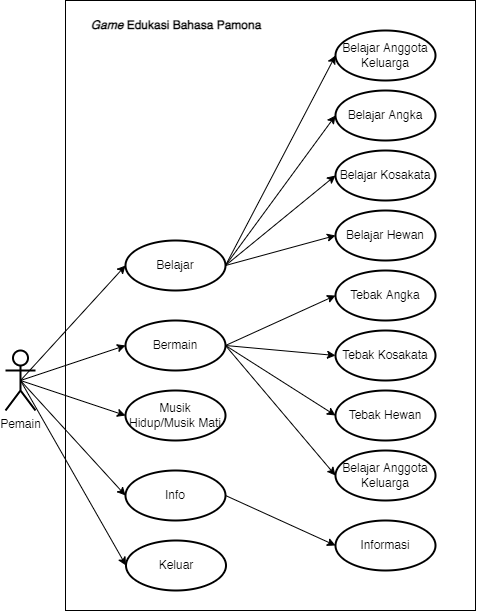 Game Edukasi Bahasa Pamona
Belajar Anggota
Keluarga
Belajar Angka
Belajar Kosakata
Belajar Hewan
Belajar
Tebak Angka
Bermain
Tebak Kosakata
Musik
Hidup/Musik Mati
Tebak Hewan
Pemain
Belajar Anggota
Keluarga
Info
Informasi
Keluar